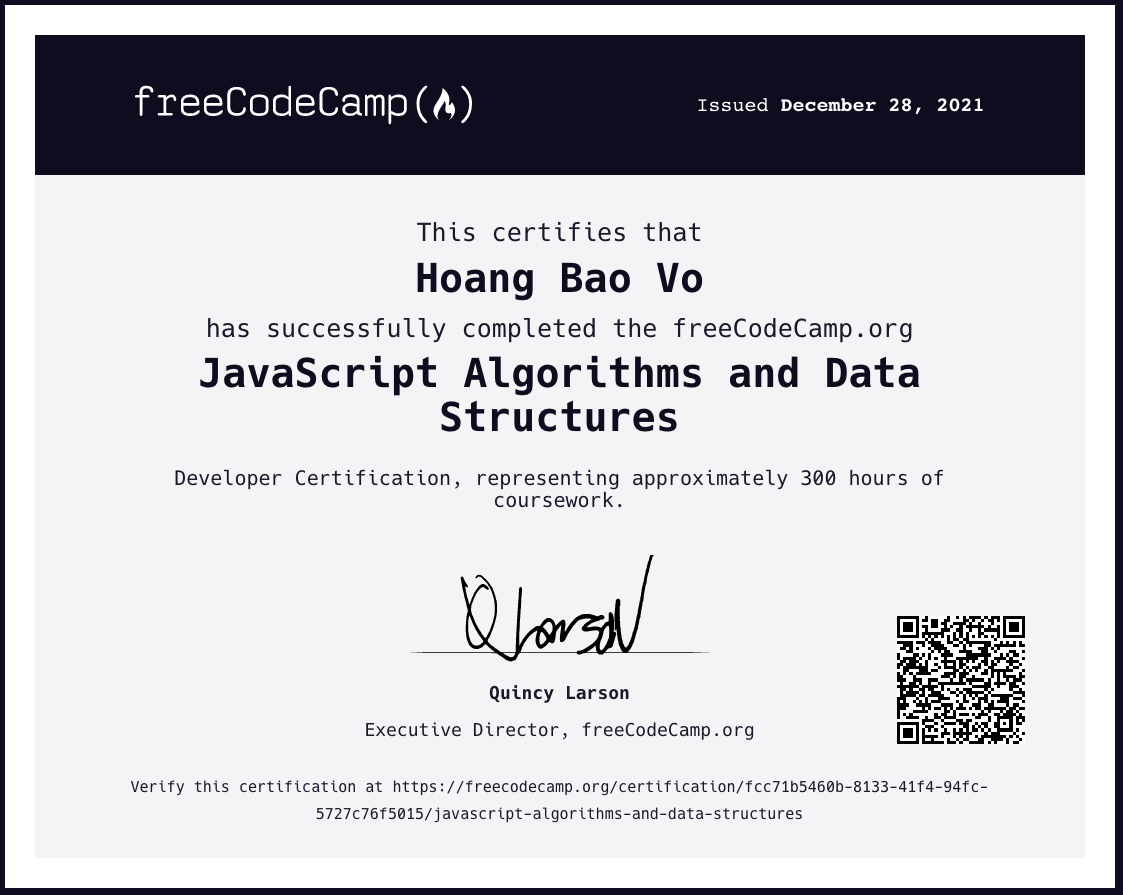 freeCodeCamp(🔥)
Issued December 28, 2021
This certifies that
Hoang Bao Vo
has successfully completed the freeCodeCamp.org
JavaScript Algorithms and Data
Structures
Developer Certification, representing approximately 300 hours of
coursework.
Q Larson
Quincy Larson
Executive Director, freeCodeCamp.org
Verify this certification at https://freecodecamp.org/certification/fcc71b5460b-8133-41f4-94fc-
5727c76f5015/javascript-algorithms-and-data-structures